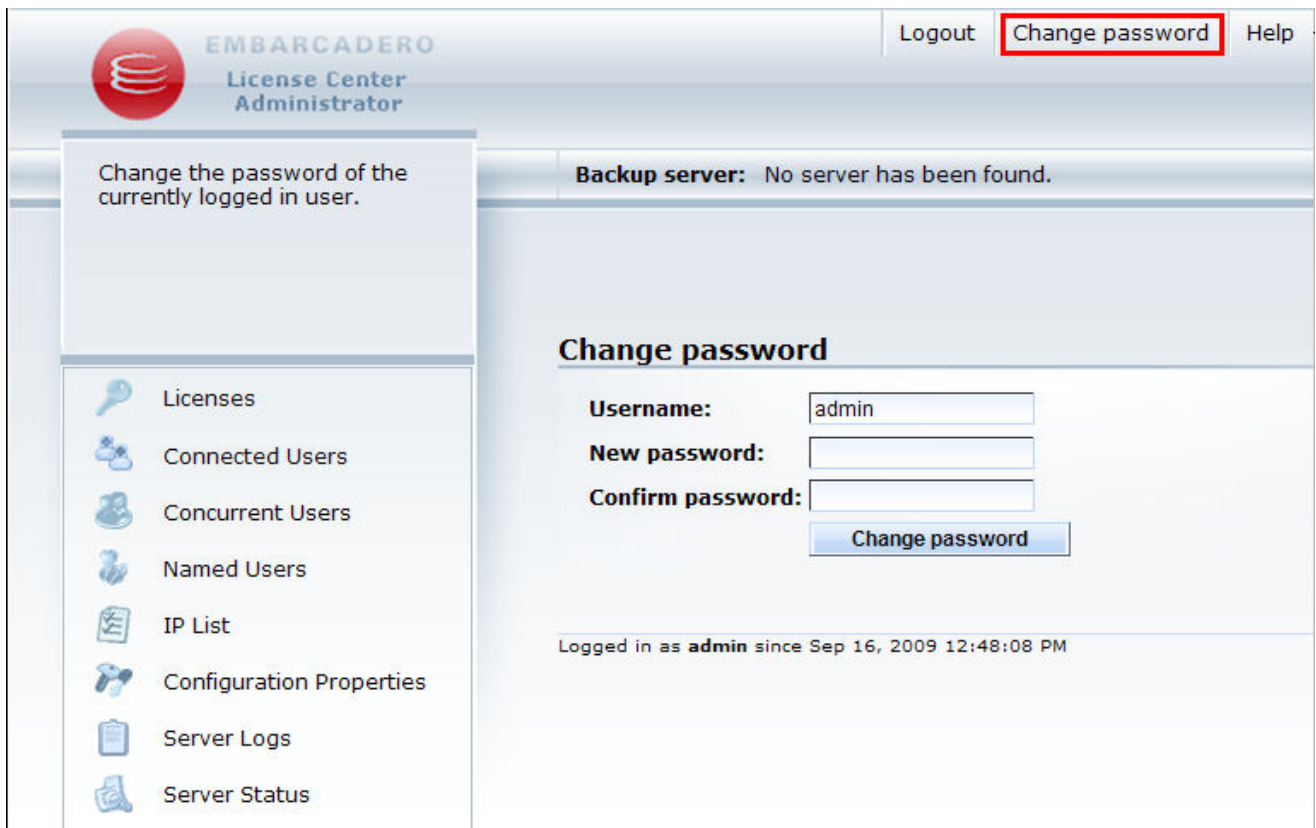 EMBARCADERO
License Center
Administrator
Logout
Change password
Help
Change the password of the
currently logged in user.
Backup server: No server has been found.
Licenses
Connected Users
Concurrent Users
Named Users
IP List
Configuration Properties
Server Logs
Server Status
Change password
Username: admin
New password:
Confirm password:
Change password
Logged in as admin since Sep 16, 2009 12:48:08 PM